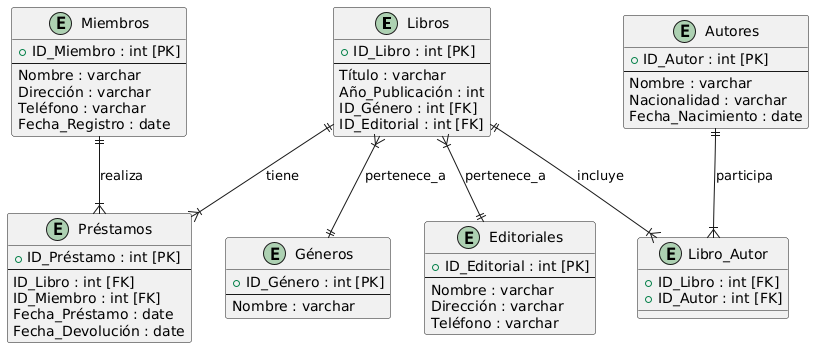 E Miembros
ID_Miembro : int [PK]
Nombre : varchar
Dirección : varchar
Teléfono : varchar
Fecha_Registro : date
E Libros
ID_Libro : int [PK]
Título : varchar
Año_Publicación : int
ID_Género : int [FK]
ID_Editorial : int [FK]
E Autores
ID_Autor : int [PK]
Nombre : varchar
Nacionalidad : varchar
Fecha_Nacimiento : date
realiza
tiene
pertenece_a
pertenece_a
incluye
participa
E Préstamos
ID_Préstamo : int [PK]
ID_Libro : int [FK]
ID_Miembro : int [FK]
Fecha_Préstamo : date
Fecha_Devolución : date
E Géneros
ID_Género : int [PK]
Nombre : varchar
E Editoriales
ID_Editorial : int [PK]
Nombre : varchar
Dirección : varchar
Teléfono : varchar
E Libro_Autor
ID_Libro : int [FK]
ID_Autor : int [FK]